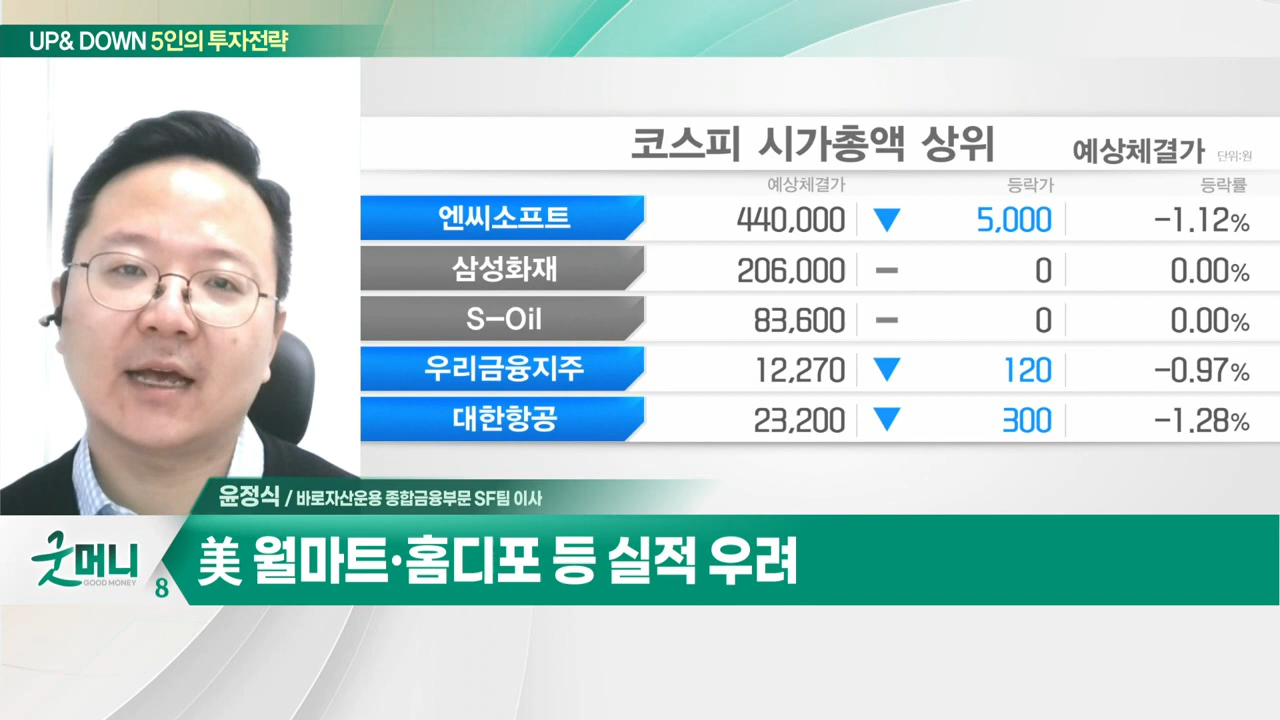 UP& DOWN 5인의 투자전략
코스피 시가총액 상위 예상체결가 단위:원
예상체결가 등락가 등락률
엔씨소프트 440,000 ▼ 5,000 -1.12%
삼성화재 206,000 - 0 0.00%
S-Oil 83,600 - 0 0.00%
우리금융지주 12,270 ▼ 120 -0.97%
대한항공 23,200 ▼ 300 -1.28%
윤정식 / 바로자산운용 종합금융부문 SF팀 이사
굿머니
GOOD MONEY
8
美 월마트·홈디포 등 실적 우려